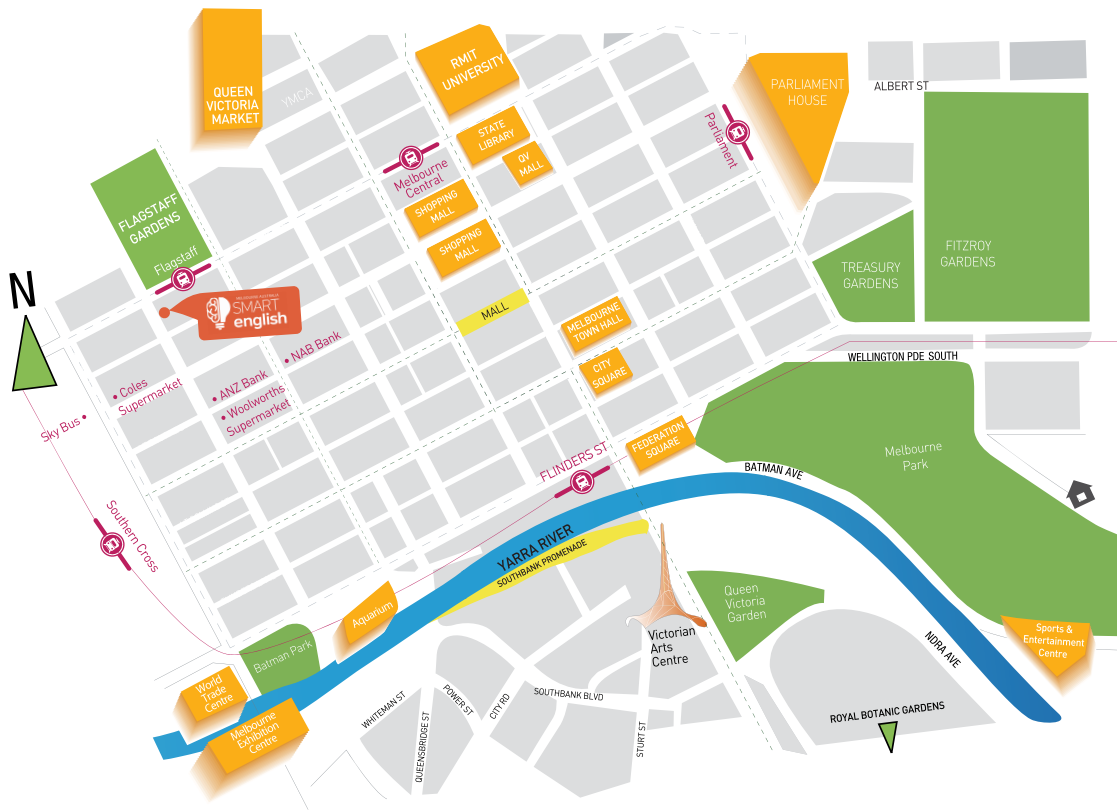 QUEEN
VICTORIA
MARKET
YMCA
RMIT
UNIVERSITY
STATE
LIBRARY
QV
MALL
Melbourne
Central
SHOPPING
MALL
SHOPPING
MALL
Parliament
PARLIAMENT
HOUSE
ALBERT ST
FLAGSTAFF
GARDENS
Flagstaff
TREASURY
GARDENS
FITZROY
GARDENS
N
SMART
english
MALL
MELBOURNE
TOWN HALL
CITY
SQUARE
NAB Bank
ANZ Bank
Woolworths
Supermarket
Coles
Supermarket
Sky Bus
WELLINGTON PDE SOUTH
FEDERATION
SQUARE
FLINDERS ST
Melbourne
Park
BATMAN AVE
Southern Cross
YARRA RIVER
SOUTHBANK PROMENADE
Aquarium
Batman Park
Queen
Victoria
Garden
Victorian
Arts
Centre
Sports &
Entertainment
Centre
NDRA AVE
World
Trade
Centre
Melbourne
Exhibition
Centre
WHITEMAN ST
QUEENSBRIDGE ST
POWER ST
CITY RD
SOUTHBANK BLVD
STURT ST
ROYAL BOTANIC GARDENS